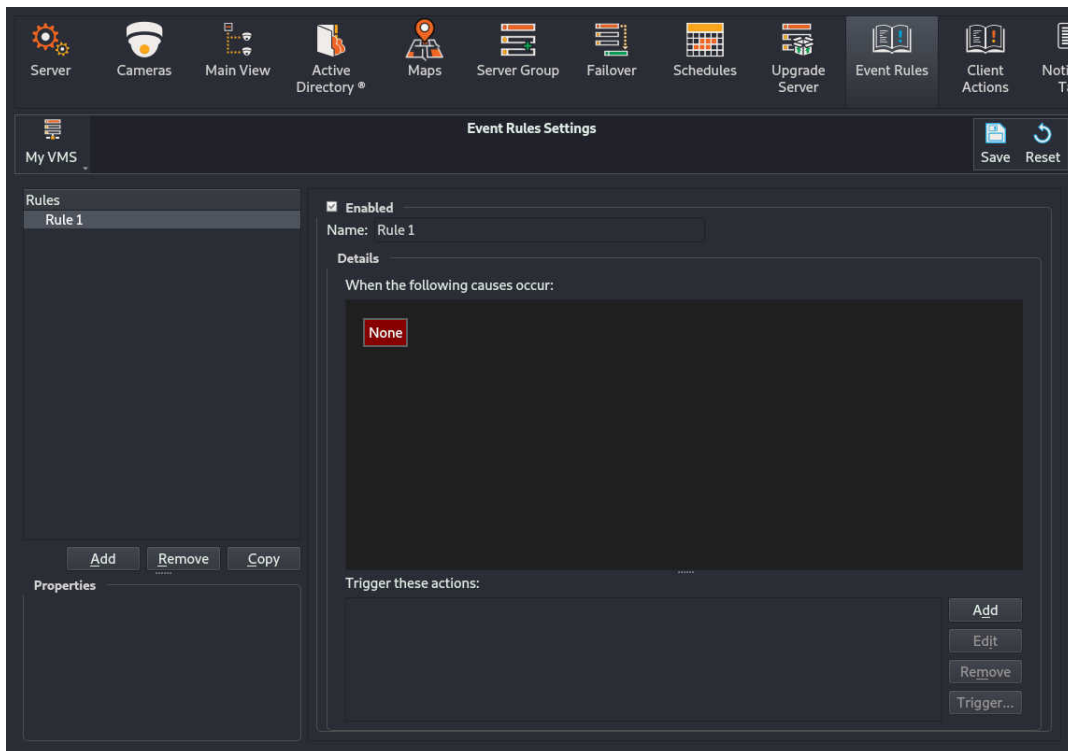 Server
Cameras
Main View
Active
Directory ®
Maps
Server Group
Failover
Schedules
Upgrade
Server
Event Rules
Client
Actions
My VMS
Event Rules Settings
Save
Reset
Rules
Rule 1
Enabled
Name: Rule 1
Details
When the following causes occur:
None
Add
Remove
Copy
Properties
Trigger these actions:
Add
Edit
Remove
Trigger...